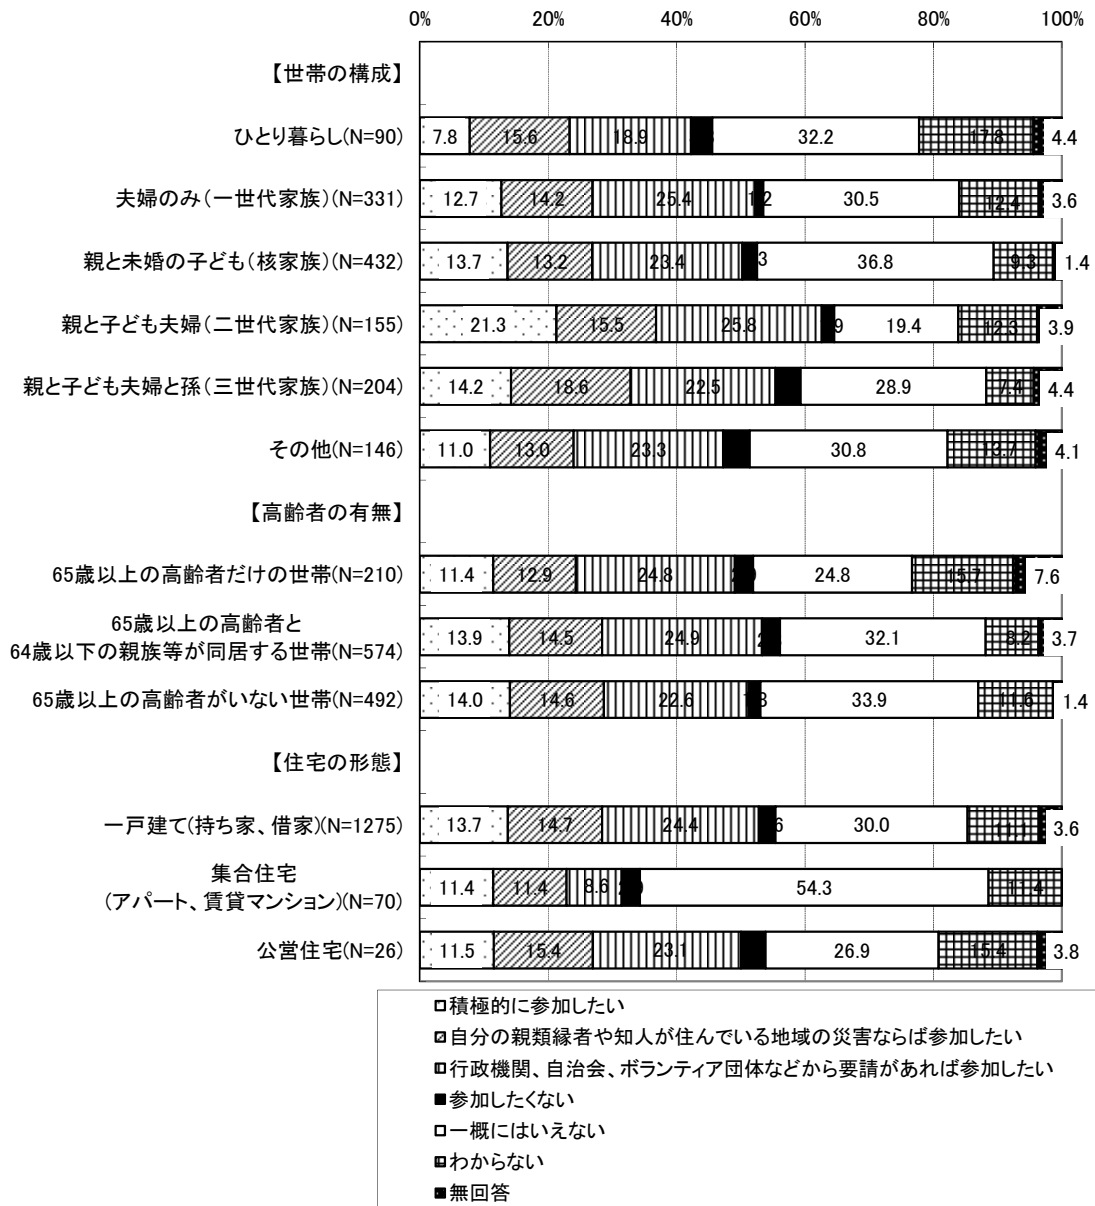 0% 20% 40% 60% 80% 100%
【世帯の構成】
ひとり暮らし(N=90) 7.8 15.6 18.9 32.2 17.8 4.4
夫婦のみ(一世代家族)(N=331) 12.7 14.2 25.4 30.5 12.4 3.6
親と未婚の子ども(核家族)(N=432) 13.7 13.2 23.4 36.8 9.3 1.4
親と子ども夫婦(二世代家族)(N=155) 21.3 15.5 25.8 19.4 12.3 3.9
親と子ども夫婦と孫(三世代家族)(N=204) 14.2 18.6 22.5 28.9 7.4 4.4
その他(N=146) 11.0 13.0 23.3 30.8 13.7 4.1
【高齢者の有無】
65歳以上の高齢者だけの世帯(N=210) 11.4 12.9 24.8 24.8 15.7 7.6
65歳以上の高齢者と
64歳以下の親族等が同居する世帯(N=574) 13.9 14.5 24.9 32.1 8.2 3.7
65歳以上の高齢者がいない世帯(N=492) 14.0 14.6 22.6 33.9 11.6 1.4
【住宅の形態】
一戸建て(持ち家、借家)(N=1275) 13.7 14.7 24.4 30.0 11.1 3.6
集合住宅
(アパート、賃貸マンション)(N=70) 11.4 11.4 8.6 54.3 11.4
公営住宅(N=26) 11.5 15.4 23.1 26.9 15.4 3.8
積極的に参加したい
自分の親類縁者や知人が住んでいる地域の災害ならば参加したい
行政機関、自治会、ボランティア団体などから要請があれば参加したい
参加したくない
一概にはいえない
わからない
無回答